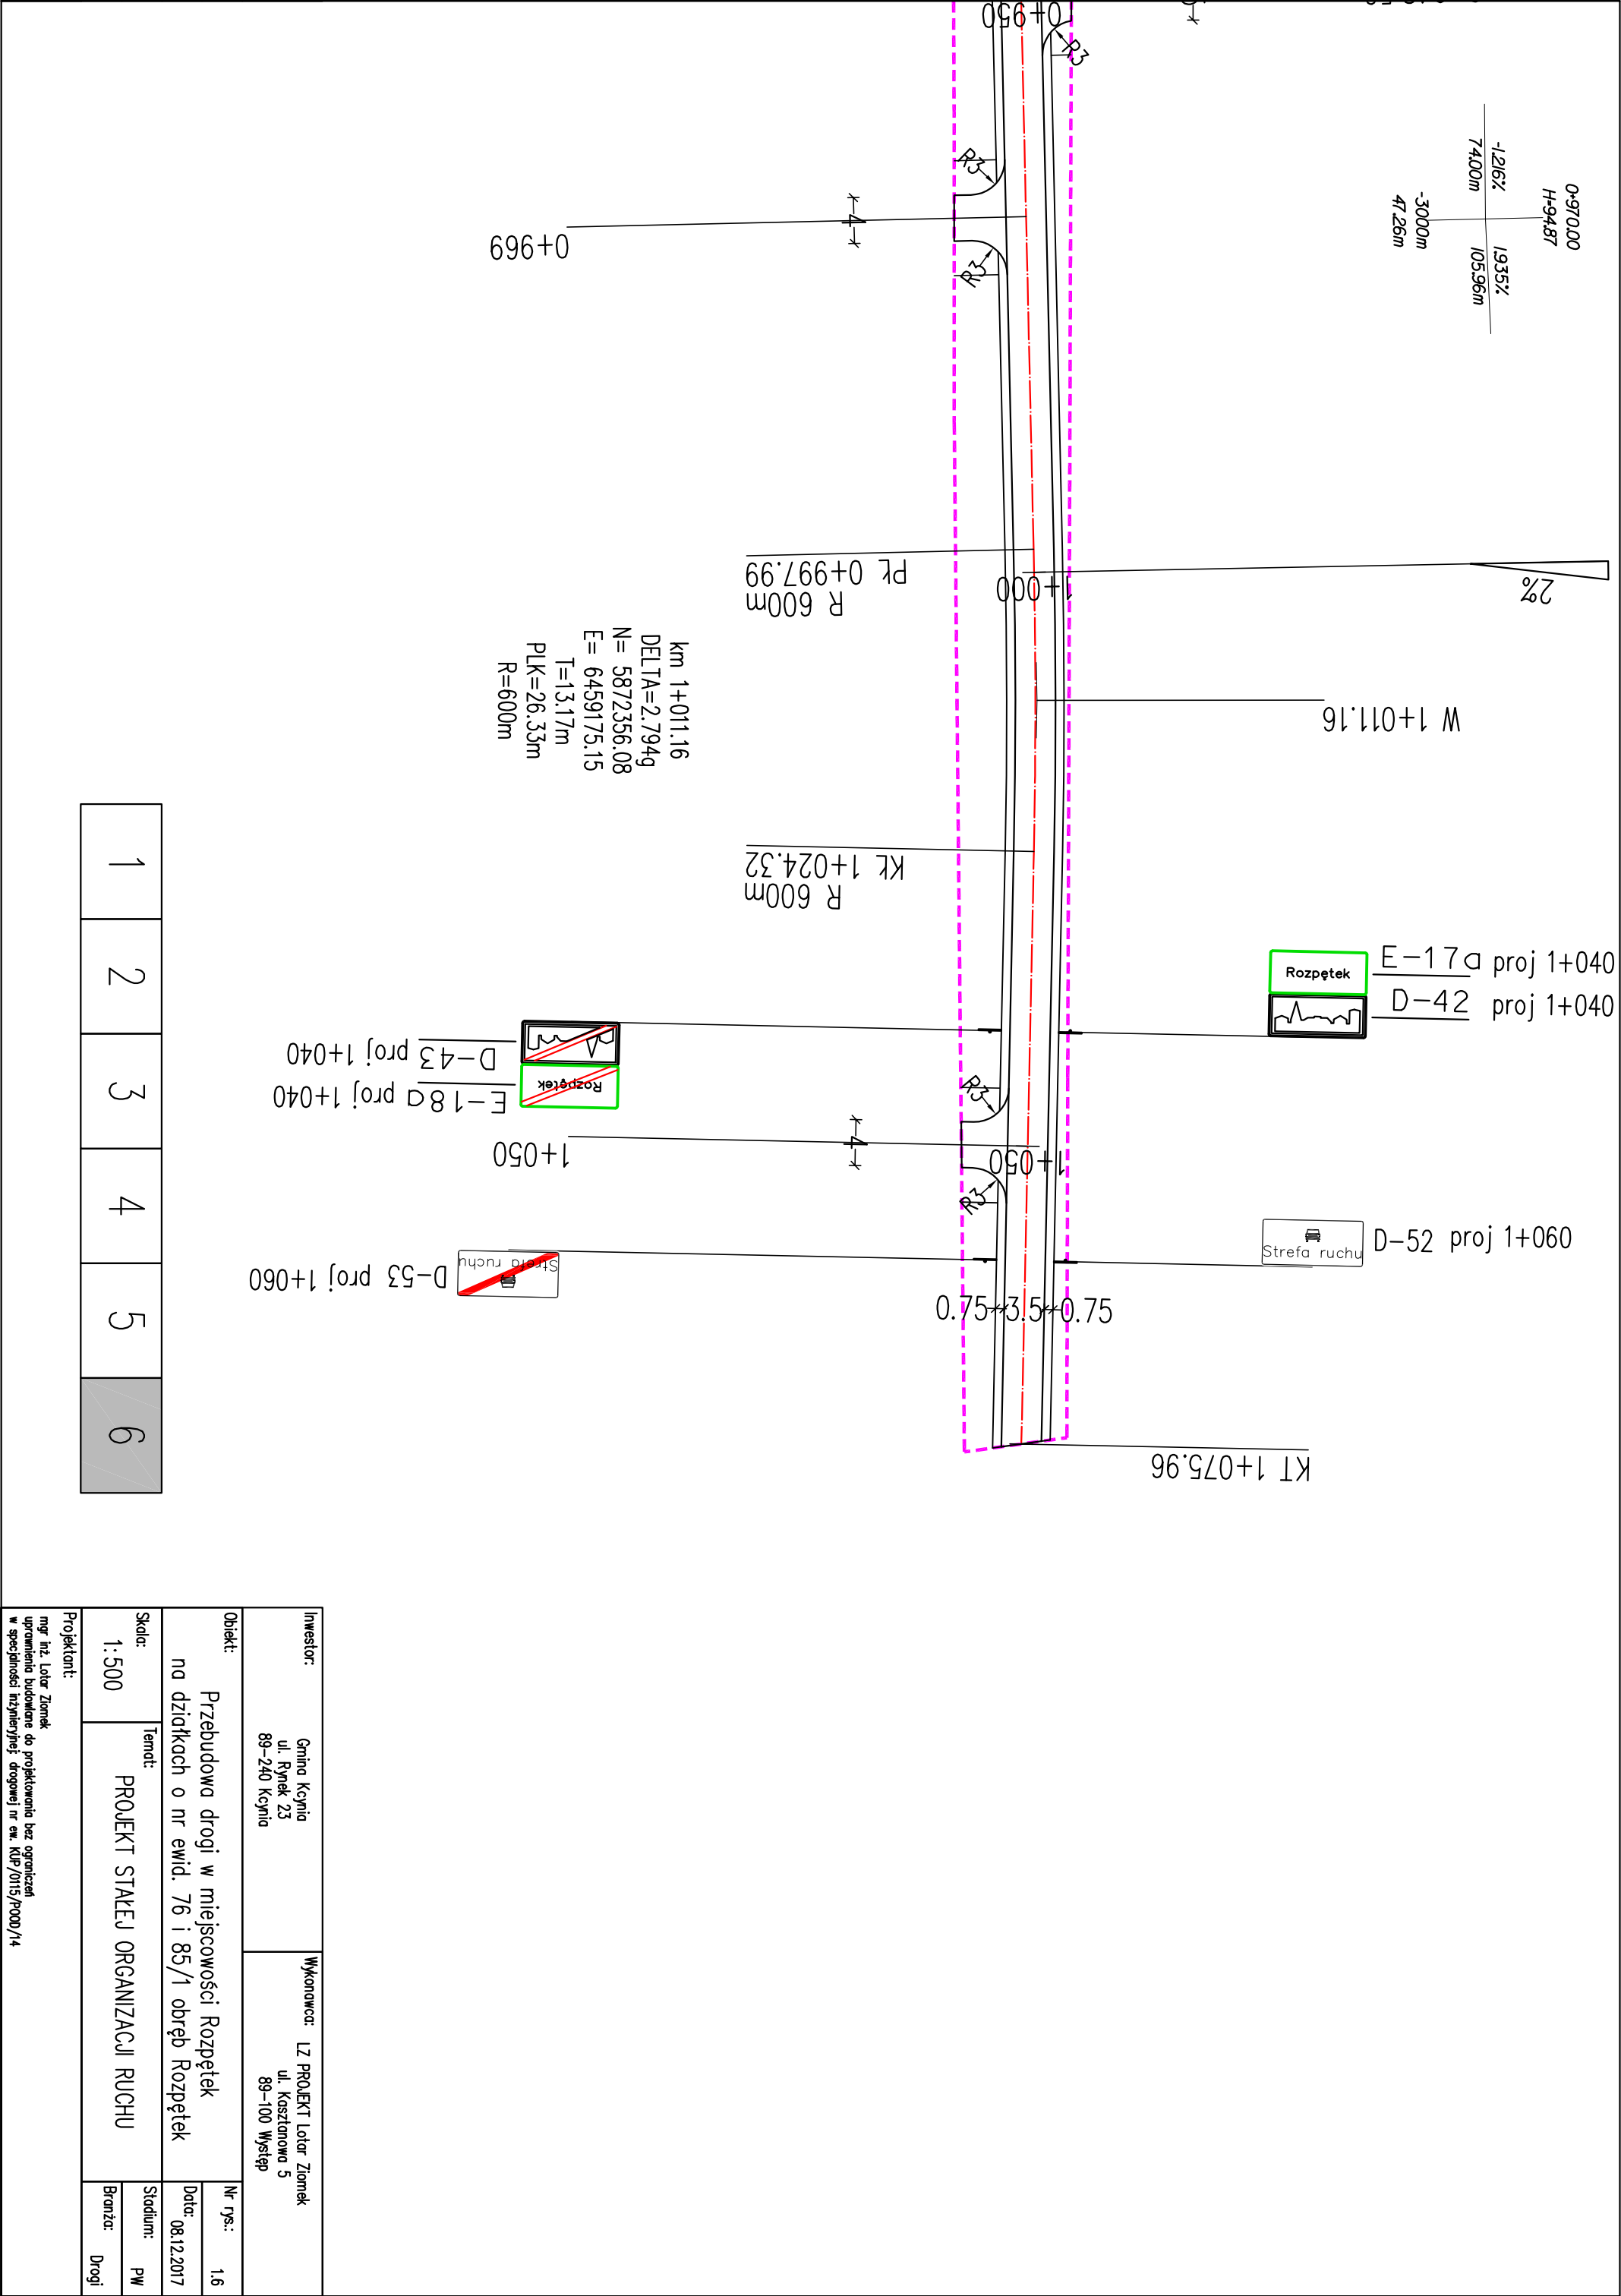 0+950
R3
0+970.00
H=94.87
-1.216%
74.00m
1.935%
105.96m
-3000m
47.26m
R3
4
R3
0+969
PŁ 0+997.99
R 600m
1+000
2%
km 1+011.16
DELTA=2.794g
N= 5872356.08
E= 6459175.15
T=13.17m
PLK=26.33m
R=600m
W 1+011.16
KŁ 1+024.32
R 600m
Rozpętek
E-17a proj 1+040
D-42 proj 1+040
D-43 proj 1+040
Rozpętek
E-18a proj 1+040
R3
4
R3
1+050
1+050
Strefa ruchu
D-52 proj 1+060
Strefa ruchu
D-53 proj 1+060
0.75
3.5
0.75
KT 1+075.96
1
2
3
4
5
6
Inwestor:
Gmina Kcynia
ul. Rynek 23
89-240 Kcynia
Wykonawca:
LZ PROJEKT Lotar Ziomek
ul. Kasztanowa 5
89-100 Występ
Obiekt:
Przebudowa drogi w miejscowości Rozpętek
na działkach o nr ewid. 76 i 85/1 obręb Rozpętek
Nr rys.: 1.6
Data: 08.12.2017
Skala:
1:500
Temat:
PROJEKT STAŁEJ ORGANIZACJI RUCHU
Stadium: PW
Branża: Drogi
Projektant:
mgr inż. Lotar Ziomek
uprawnienia budowlane do projektowania bez ograniczeń
w specjalności inżynieryjnej drogowej nr ew. KUP/0115/POOD/14